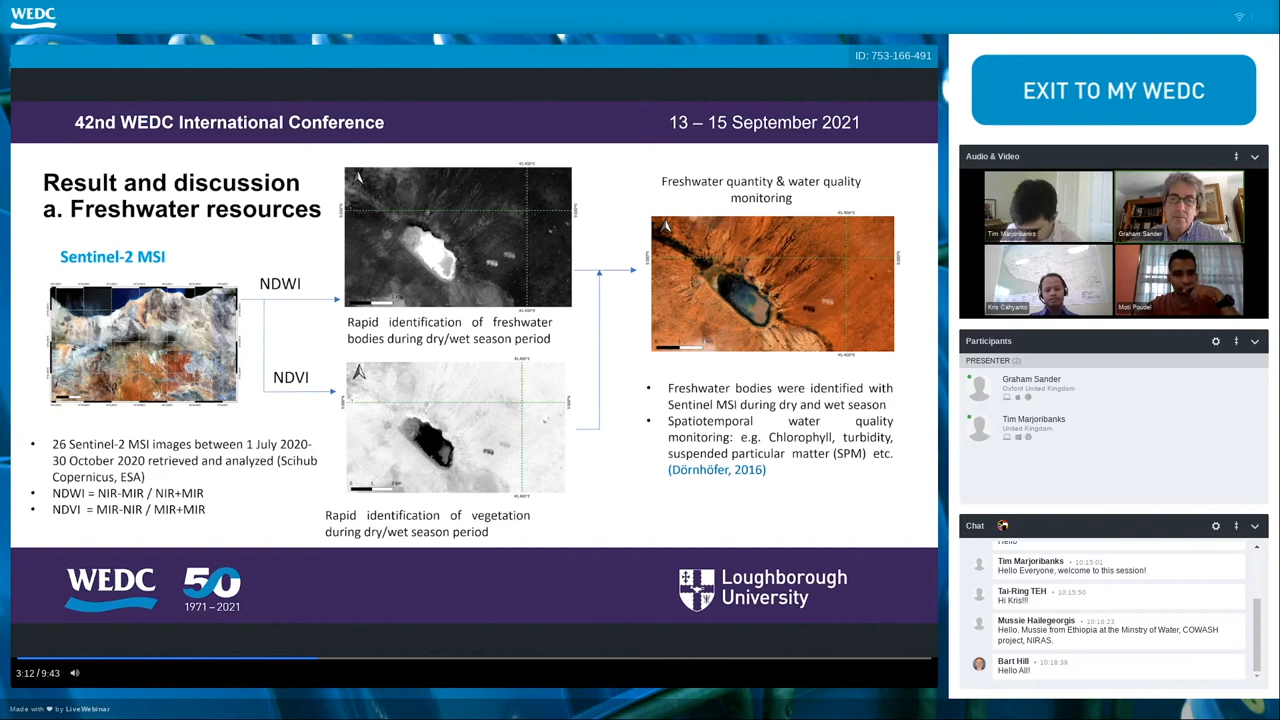 WEDC
ID: 753-166-491
EXIT TO MY WEDC
42nd WEDC International Conference
13 – 15 September 2021
Result and discussion
a. Freshwater resources
Sentinel-2 MSI
NDWI
NDVI
Rapid identification of freshwater
bodies during dry/wet season period
Rapid identification of vegetation
during dry/wet season period
Freshwater quantity & water quality
monitoring
• 26 Sentinel-2 MSI images between 1 July 2020-
30 October 2020 retrieved and analyzed (Scihub
Copernicus, ESA)
• NDWI = NIR-MIR / NIR+MIR
• NDVI = MIR-NIR / MIR+MIR
• Freshwater bodies were identified with
Sentinel MSI during dry and wet season
• Spatiotemporal water quality
monitoring: e.g. Chlorophyll, turbidity,
suspended particular matter (SPM) etc.
(Dörnhöfer, 2016)
WEDC
50
1971–2021
Loughborough
University
3:12 / 9:43
Made with ❤ by LiveWebinar
Audio & Video
Tim Marjoribanks
Graham Sander
Kris Cahyanto
Moti Poudel
Participants
PRESENTER (2)
Graham Sander
Oxford United Kingdom
Tim Marjoribanks
United Kingdom
Chat
Hello
Tim Marjoribanks • 10:15:01
Hello Everyone, welcome to this session!
Tai-Ring TEH • 10:15:50
Hi Kris!!!
Mussie Hailegeorgis • 10:16:23
Hello. Mussie from Ethiopia at the Minstry of Water, COWASH
project, NIRAS.
Bart Hill • 10:18:39
Hello All!